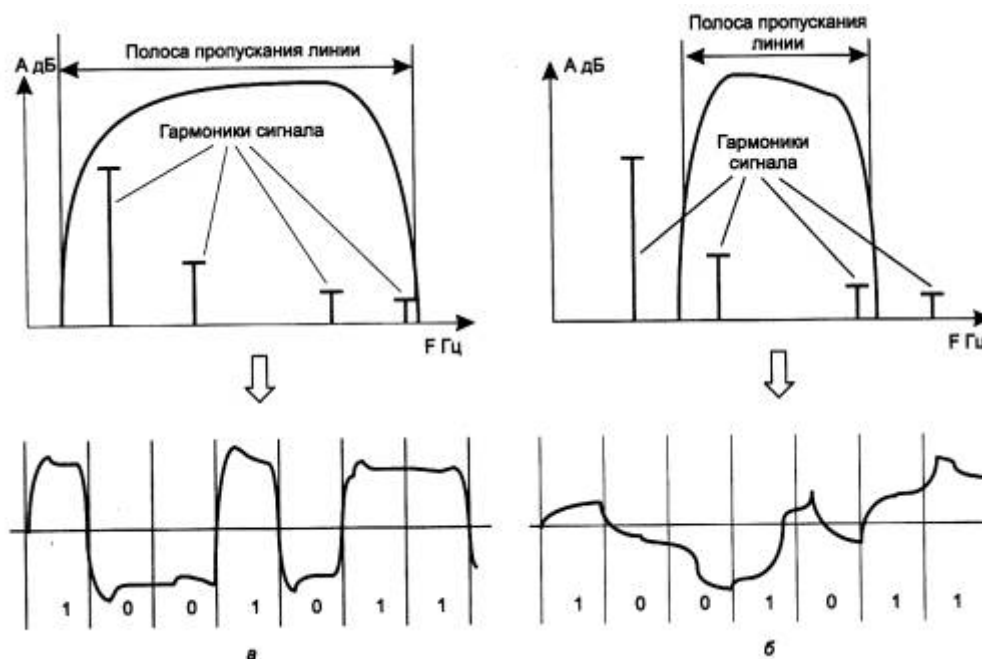 Полоса пропускания линии
А дБ
Гармоники сигнала
F Гц
1 0 0 1 0 1 1
а
Полоса пропускания
линии
А дБ
Гармоники
сигнала
F Гц
1 0 0 1 0 1 1
б